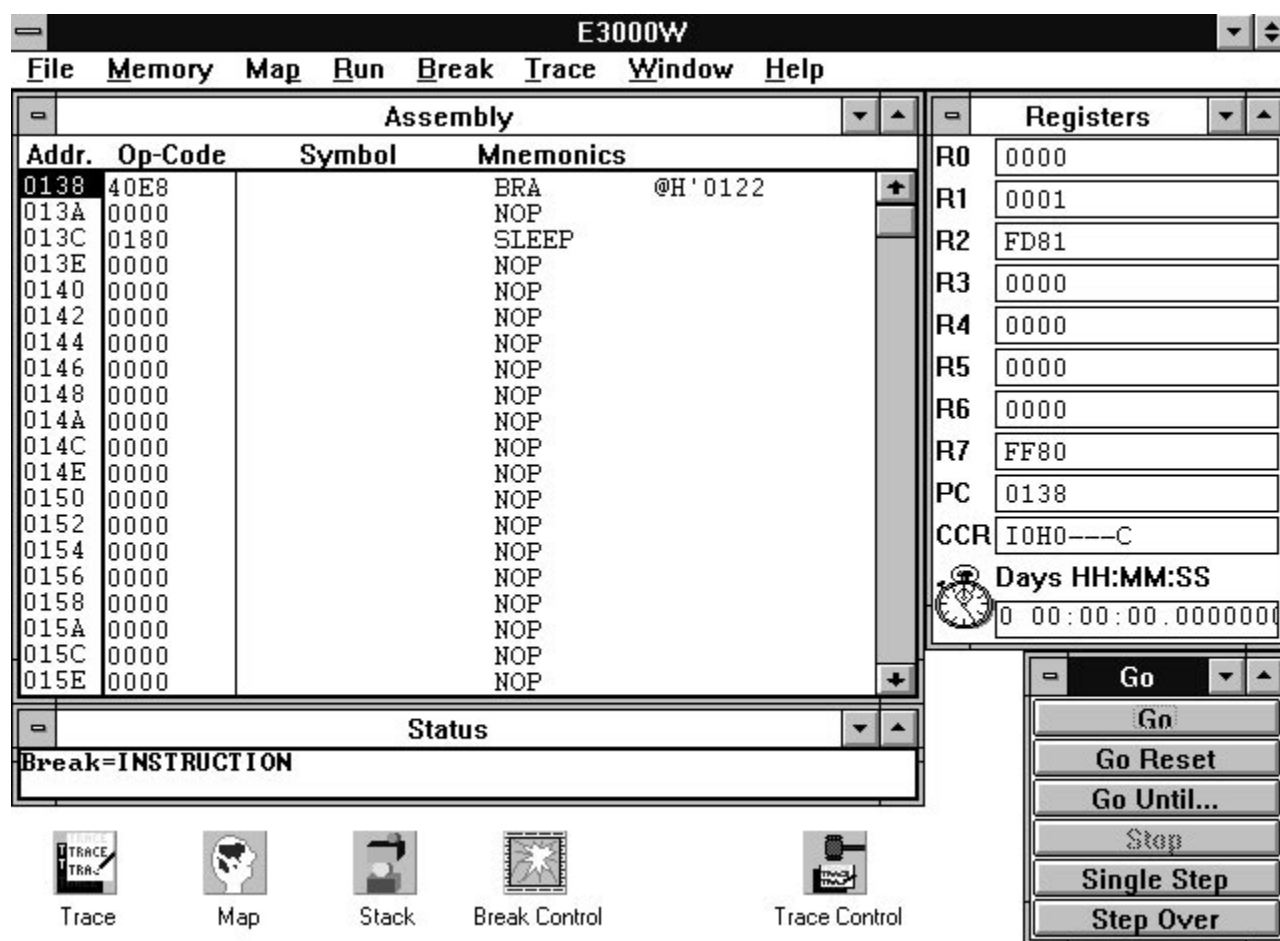 E3000W
File Memory Map Run Break Trace Window Help
Assembly
Addr. Op-Code Symbol Mnemonics
0138 40E8 BRA @H'0122
013A 0000 NOP
013C 0180 SLEEP
013E 0000 NOP
0140 0000 NOP
0142 0000 NOP
0144 0000 NOP
0146 0000 NOP
0148 0000 NOP
014A 0000 NOP
014C 0000 NOP
014E 0000 NOP
0150 0000 NOP
0152 0000 NOP
0154 0000 NOP
0156 0000 NOP
0158 0000 NOP
015A 0000 NOP
015C 0000 NOP
015E 0000 NOP
Registers
R0 0000
R1 0001
R2 FD81
R3 0000
R4 0000
R5 0000
R6 0000
R7 FF80
PC 0138
CCR I0H0---C
Days HH:MM:SS
0 00:00:00.0000000
Status
Break=INSTRUCTION
Go
Go
Go Reset
Go Until...
Stop
Single Step
Step Over
TRACE
TRACE
Trace
Map
Stack
Break Control
Trace Control